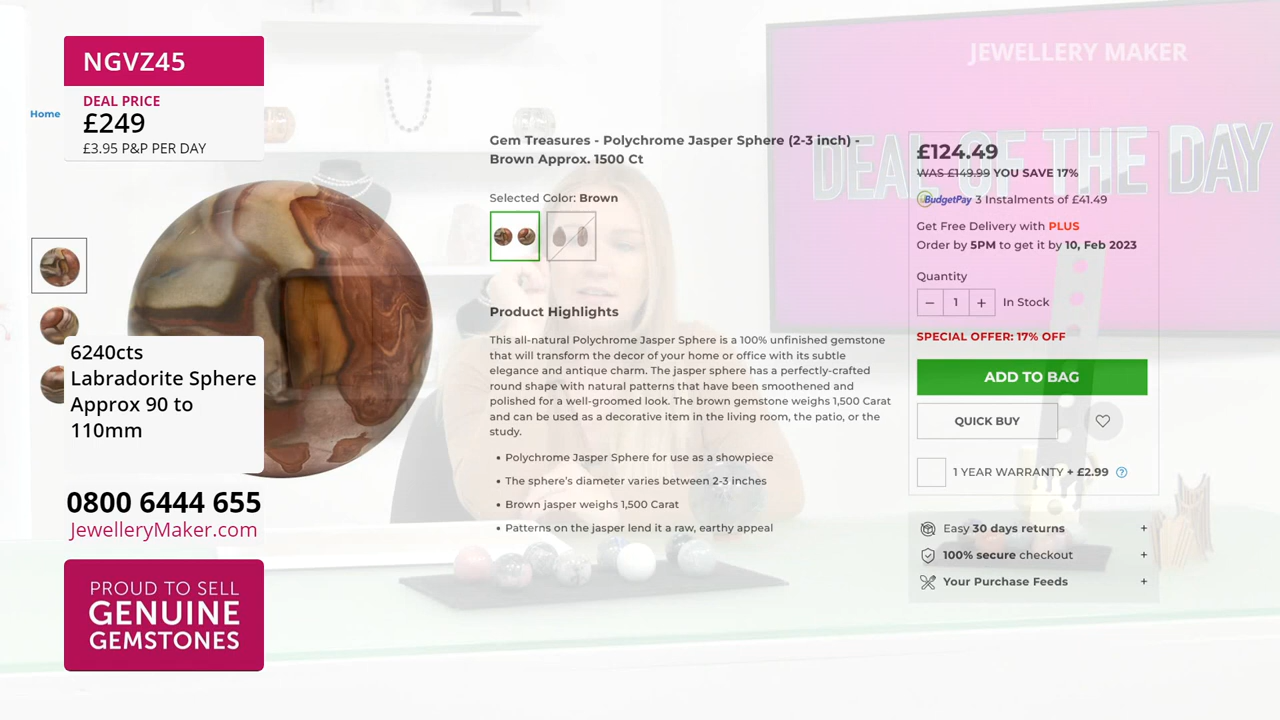 NGVZ45
DEAL PRICE
£249
£3.95 P&P PER DAY
Home
6240cts
Labradorite Sphere
Approx 90 to
110mm
0800 6444 655
JewelleryMaker.com
PROUD TO SELL
GENUINE
GEMSTONES
Gem Treasures - Polychrome Jasper Sphere (2-3 inch) -
Brown Approx. 1500 Ct
Selected Color: Brown
Product Highlights
This all-natural Polychrome Jasper Sphere is a 100% unfinished gemstone
that will transform the decor of your home or office with its subtle
elegance and antique charm. The jasper sphere has a perfectly-crafted
round shape with natural patterns that have been smoothened and
polished for a well-groomed look. The brown gemstone weighs 1,500 Carat
and can be used as a decorative item in the living room, the patio, or the
study.
• Polychrome Jasper Sphere for use as a showpiece
• The sphere's diameter varies between 2-3 inches
• Brown jasper weighs 1,500 Carat
• Patterns on the jasper lend it a raw, earthy appeal
JEWELLERY MAKER
DEAL OF THE DAY
£124.49
WAS £149.99 YOU SAVE 17%
BudgetPay 3 Instalments of £41.49
Get Free Delivery with PLUS
Order by 5PM to get it by 10, Feb 2023
Quantity
− 1 + In Stock
SPECIAL OFFER: 17% OFF
ADD TO BAG
QUICK BUY
1 YEAR WARRANTY + £2.99 ?
Easy 30 days returns +
100% secure checkout +
Your Purchase Feeds +